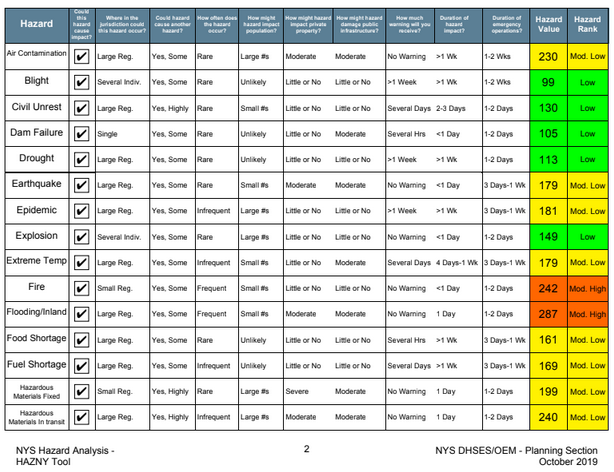 Hazard Could this hazard cause impact? Where in the jurisdiction could this hazard occur? Could hazard cause another hazard? How often does the hazard occur? How might hazard impact population? How might hazard impact private property? How might hazard damage public infrastructure? How much warning will you receive? Duration of hazard impact? Duration of emergency operations? Hazard Value Hazard Rank
Air Contamination ✔ Large Reg. Yes, Some Rare Large #s Moderate Moderate No Warning >1 Wk 1-2 Wks 230 Mod. Low
Blight ✔ Several Indiv. Yes, Some Rare Unlikely Little or No Little or No >1 Week >1 Wk 1-2 Wks 99 Low
Civil Unrest ✔ Large Reg. Yes, Highly Rare Small #s Little or No Little or No Several Days 2-3 Days 1-2 Days 130 Low
Dam Failure ✔ Single Yes, Some Rare Unlikely Little or No Moderate Several Hrs <1 Day 1-2 Days 105 Low
Drought ✔ Large Reg. Yes, Some Rare Unlikely Little or No Little or No >1 Week >1 Wk 1-2 Days 113 Low
Earthquake ✔ Large Reg. Yes, Some Rare Small #s Moderate Moderate No Warning <1 Day 3 Days-1 Wk 179 Mod. Low
Epidemic ✔ Large Reg. Yes, Some Infrequent Large #s Little or No Little or No >1 Week >1 Wk 3 Days-1 Wk 181 Mod. Low
Explosion ✔ Several Indiv. Yes, Some Rare Large #s Little or No Little or No No Warning <1 Day 1-2 Days 149 Low
Extreme Temp ✔ Large Reg. Yes, Some Infrequent Small #s Little or No Moderate Several Days 4 Days-1 Wk 3 Days-1 Wk 179 Mod. Low
Fire ✔ Small Reg. Yes, Some Frequent Small #s Little or No Little or No No Warning <1 Day 1-2 Days 242 Mod. High
Flooding/Inland ✔ Large Reg. Yes, Some Frequent Small #s Moderate Moderate No Warning 1 Day 1-2 Days 287 Mod. High
Food Shortage ✔ Large Reg. Yes, Some Rare Unlikely Little or No Little or No Several Hrs >1 Wk 3 Days-1 Wk 161 Mod. Low
Fuel Shortage ✔ Large Reg. Yes, Some Infrequent Unlikely Little or No Little or No Several Days >1 Wk 3 Days-1 Wk 169 Mod. Low
Hazardous Materials Fixed ✔ Small Reg. Yes, Highly Rare Large #s Severe Moderate No Warning 1 Day 1-2 Days 199 Mod. Low
Hazardous Materials In transit ✔ Large Reg. Yes, Highly Infrequent Large #s Moderate Moderate No Warning 1 Day 1-2 Days 240 Mod. Low
NYS Hazard Analysis - 2 NYS DHSES/OEM - Planning Section
HAZNY Tool October 2019